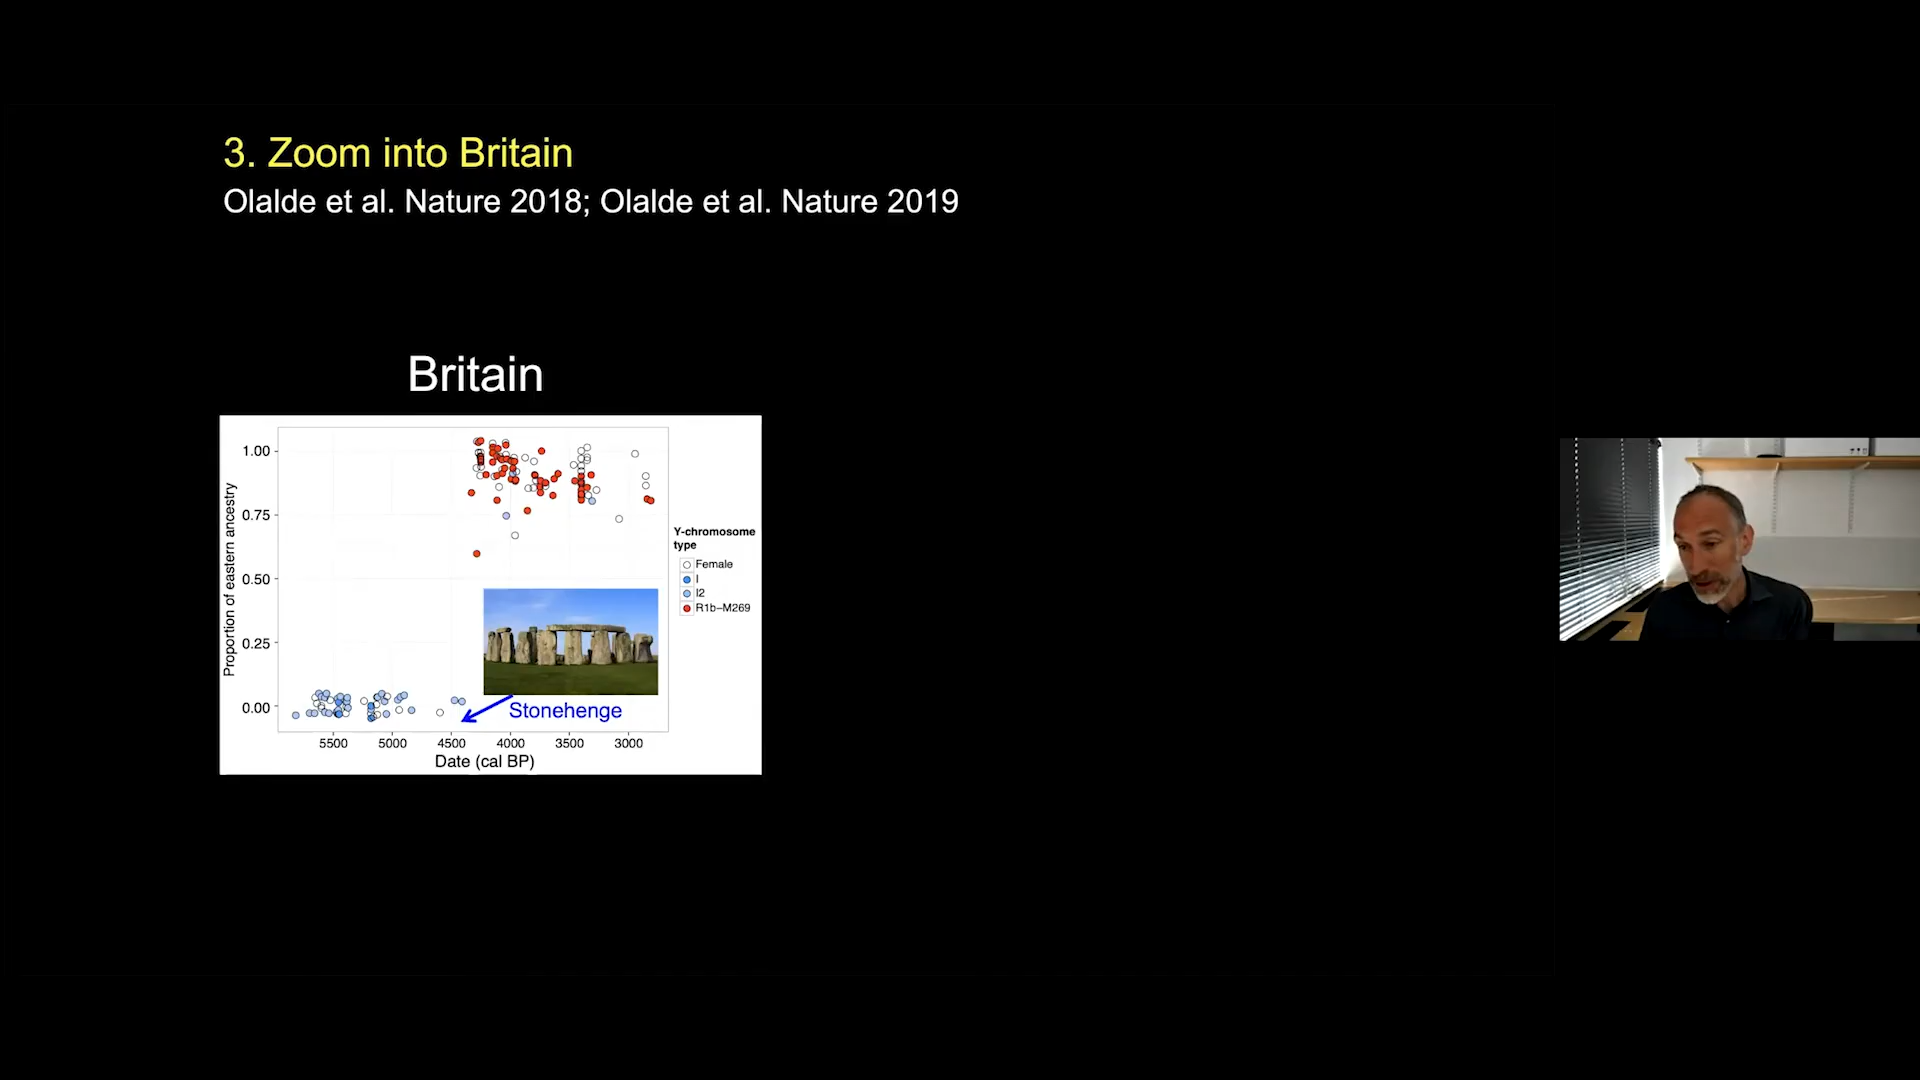 3. Zoom into Britain
Olalde et al. Nature 2018; Olalde et al. Nature 2019
Britain
Proportion of eastern ancestry
1.00
0.75
0.50
0.25
0.00
5500 5000 4500 4000 3500 3000
Date (cal BP)
Stonehenge
Y-chromosome
type
Female
I
I2
R1b-M269